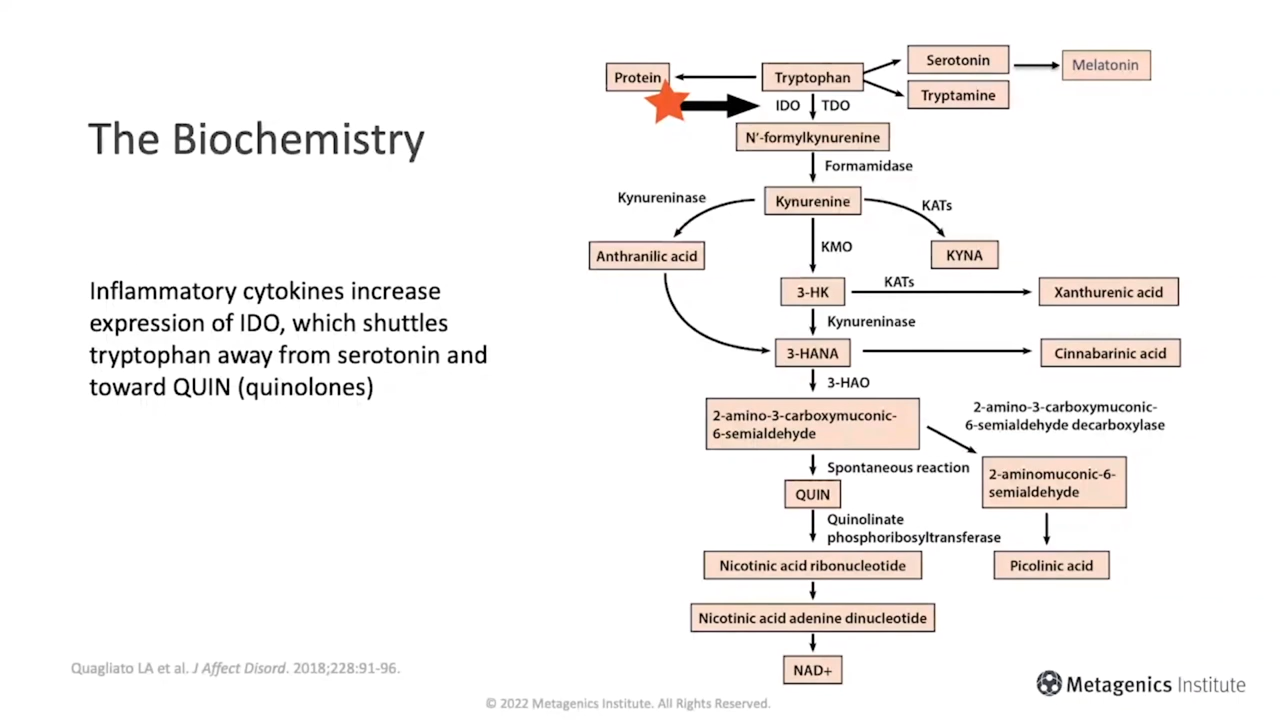 The Biochemistry
Inflammatory cytokines increase
expression of IDO, which shuttles
tryptophan away from serotonin and
toward QUIN (quinolones)
Protein
Tryptophan
Serotonin
Melatonin
Tryptamine
IDO
TDO
N’-formylkynurenine
Formamidase
Kynureninase
Kynurenine
KATs
Anthranilic acid
KMO
KYNA
3-HK
KATs
Xanthurenic acid
Kynureninase
3-HANA
Cinnabarinic acid
3-HAO
2-amino-3-carboxymuconic-
6-semialdehyde
2-amino-3-carboxymuconic-
6-semialdehyde decarboxylase
Spontaneous reaction
2-aminomuconic-6-
semialdehyde
QUIN
Quinolinate
phosphoribosyltransferase
Nicotinic acid ribonucleotide
Picolinic acid
Nicotinic acid adenine dinucleotide
NAD+
Quagliato LA et al. J Affect Disord. 2018;228:91-96.
© 2022 Metagenics Institute. All Rights Reserved.
Metagenics Institute